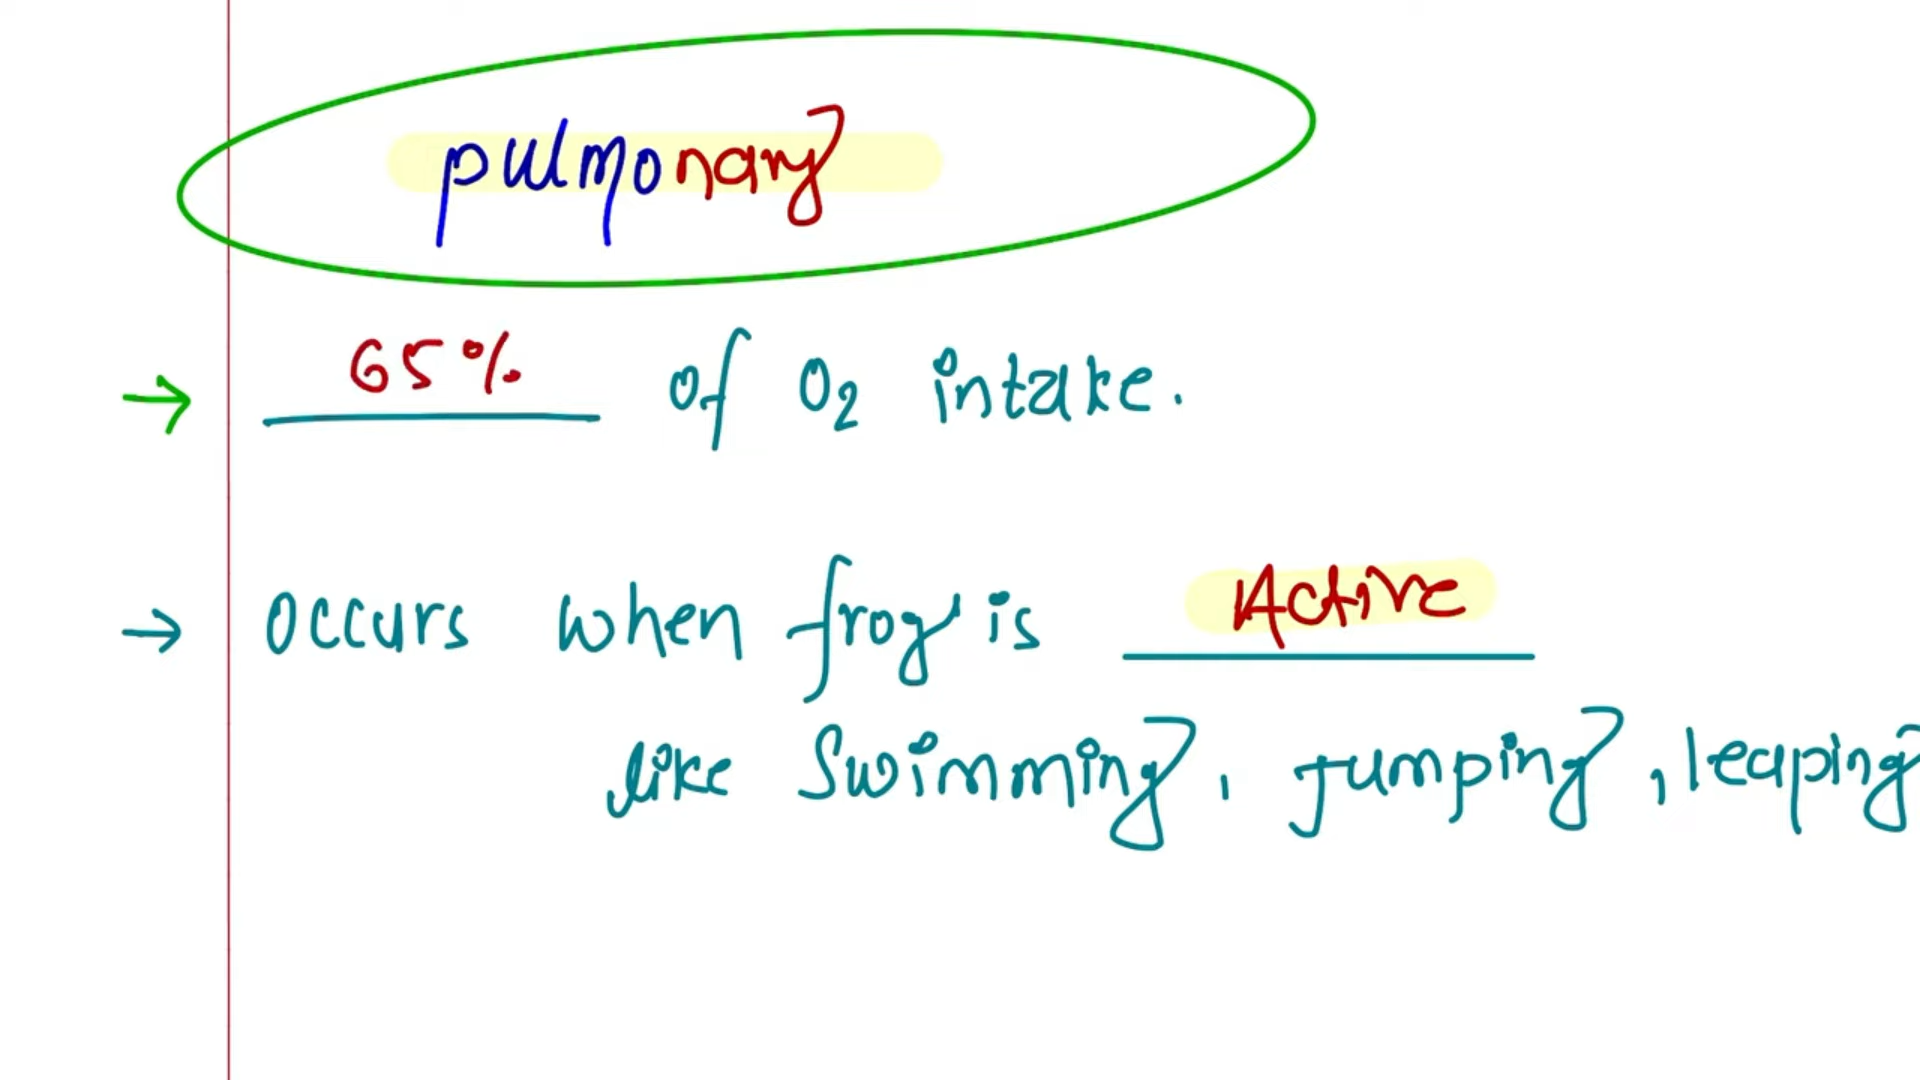 pulmonary
→ 65% of O2 intake.
→ Occurs when frog is Active
like Swimming, Jumping, leaping